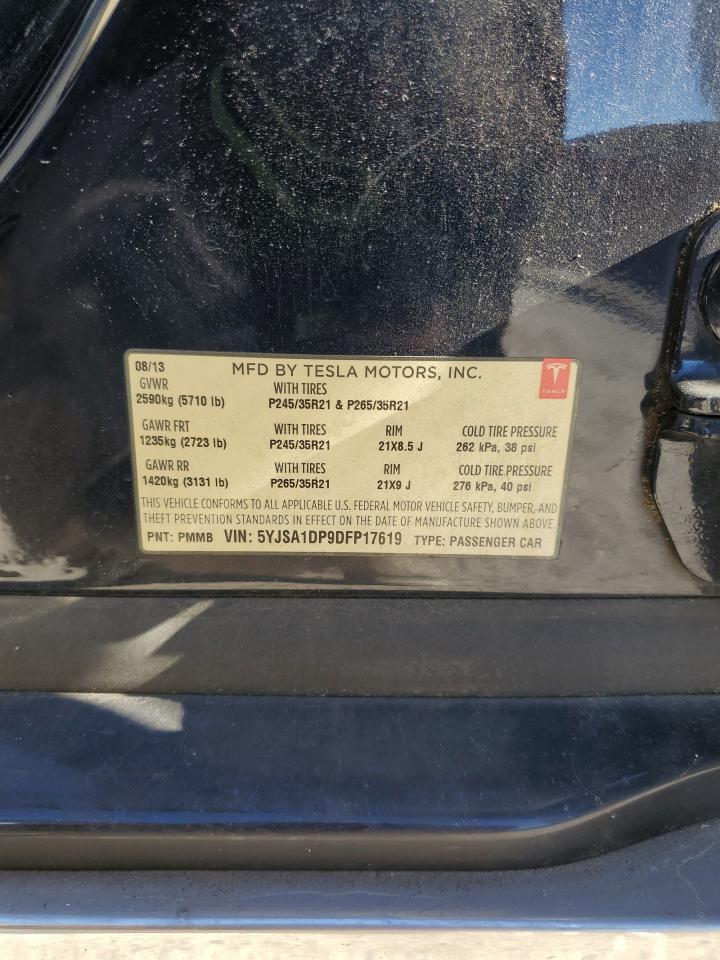 08/13 MFD BY TESLA MOTORS, INC.
TESLA
GVWR WITH TIRES
2590kg (5710 lb) P245/35R21 & P265/35R21
GAWR FRT WITH TIRES RIM COLD TIRE PRESSURE
1235kg (2723 lb) P245/35R21 21X8.5 J 262 kPa, 38 psi
GAWR RR WITH TIRES RIM COLD TIRE PRESSURE
1420kg (3131 lb) P265/35R21 21X9 J 276 kPa, 40 psi
THIS VEHICLE CONFORMS TO ALL APPLICABLE U.S. FEDERAL MOTOR VEHICLE SAFETY, BUMPER, AND
THEFT PREVENTION STANDARDS IN EFFECT ON THE DATE OF MANUFACTURE SHOWN ABOVE.
PNT: PMMB VIN: 5YJSA1DP9DFP17619 TYPE: PASSENGER CAR